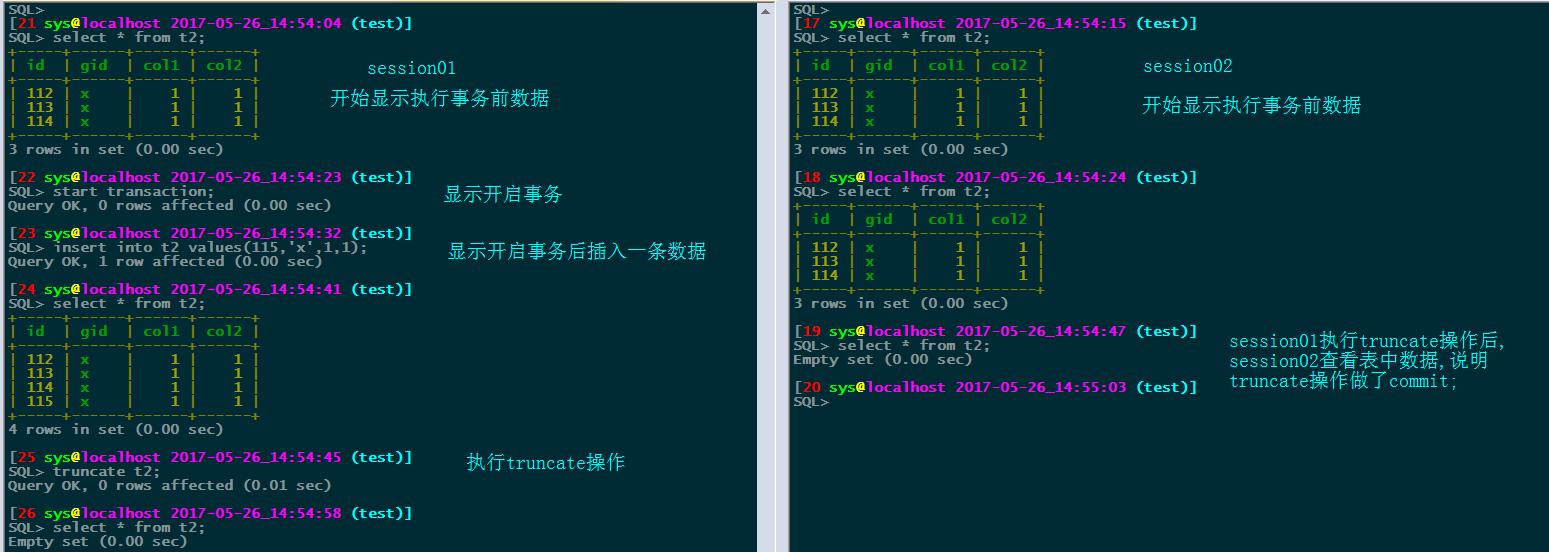 SQL>
[21 sys@localhost 2017-05-26_14:54:04 (test)]
SQL> select * from t2;
+-----+------+------+------+
| id  | gid  | col1 | col2 |
+-----+------+------+------+
| 112 | x    |    1 |    1 |
| 113 | x    |    1 |    1 |
| 114 | x    |    1 |    1 |
+-----+------+------+------+
3 rows in set (0.00 sec)
session01
开始显示执行事务前数据
[22 sys@localhost 2017-05-26_14:54:23 (test)]
SQL> start transaction;
Query OK, 0 rows affected (0.00 sec)
显示开启事务
[23 sys@localhost 2017-05-26_14:54:32 (test)]
SQL> insert into t2 values(115,'x',1,1);
Query OK, 1 row affected (0.00 sec)
显示开启事务后插入一条数据
[24 sys@localhost 2017-05-26_14:54:41 (test)]
SQL> select * from t2;
+-----+------+------+------+
| id  | gid  | col1 | col2 |
+-----+------+------+------+
| 112 | x    |    1 |    1 |
| 113 | x    |    1 |    1 |
| 114 | x    |    1 |    1 |
| 115 | x    |    1 |    1 |
+-----+------+------+------+
4 rows in set (0.00 sec)
[25 sys@localhost 2017-05-26_14:54:45 (test)]
SQL> truncate t2;
Query OK, 0 rows affected (0.01 sec)
执行truncate操作
[26 sys@localhost 2017-05-26_14:54:58 (test)]
SQL> select * from t2;
Empty set (0.00 sec)
SQL>
[17 sys@localhost 2017-05-26_14:54:15 (test)]
SQL> select * from t2;
+-----+------+------+------+
| id  | gid  | col1 | col2 |
+-----+------+------+------+
| 112 | x    |    1 |    1 |
| 113 | x    |    1 |    1 |
| 114 | x    |    1 |    1 |
+-----+------+------+------+
3 rows in set (0.00 sec)
session02
开始显示执行事务前数据
[18 sys@localhost 2017-05-26_14:54:24 (test)]
SQL> select * from t2;
+-----+------+------+------+
| id  | gid  | col1 | col2 |
+-----+------+------+------+
| 112 | x    |    1 |    1 |
| 113 | x    |    1 |    1 |
| 114 | x    |    1 |    1 |
+-----+------+------+------+
3 rows in set (0.00 sec)
[19 sys@localhost 2017-05-26_14:54:47 (test)]
SQL> select * from t2;
Empty set (0.00 sec)
session01执行truncate操作后,
session02查看表中数据,说明
truncate操作做了commit;
[20 sys@localhost 2017-05-26_14:55:03 (test)]
SQL>